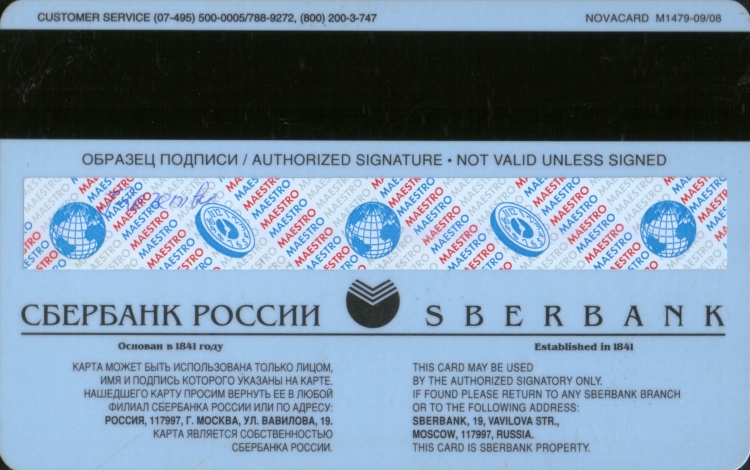 CUSTOMER SERVICE (07-495) 500-0005/788-9272, (800) 200-3-747
NOVACARD M1479-09/08
ОБРАЗЕЦ ПОДПИСИ / AUTHORIZED SIGNATURE • NOT VALID UNLESS SIGNED
MAESTRO MAESTRO MAESTRO MAESTRO
СБЕРБАНК РОССИИ
Основан в 1841 году
КАРТА МОЖЕТ БЫТЬ ИСПОЛЬЗОВАНА ТОЛЬКО ЛИЦОМ,
ИМЯ И ПОДПИСЬ КОТОРОГО УКАЗАНЫ НА КАРТЕ.
НАШЕДШЕГО КАРТУ ПРОСИМ ВЕРНУТЬ ЕЕ В ЛЮБОЙ
ФИЛИАЛ СБЕРБАНКА РОССИИ ИЛИ ПО АДРЕСУ:
РОССИЯ, 117997, Г. МОСКВА, УЛ. ВАВИЛОВА, 19.
КАРТА ЯВЛЯЕТСЯ СОБСТВЕННОСТЬЮ
СБЕРБАНКА РОССИИ.
SBERBANK
Established in 1841
THIS CARD MAY BE USED
BY THE AUTHORIZED SIGNATORY ONLY.
IF FOUND PLEASE RETURN TO ANY SBERBANK BRANCH
OR TO THE FOLLOWING ADDRESS:
SBERBANK, 19, VAVILOVA STR.,
MOSCOW, 117997, RUSSIA.
THIS CARD IS SBERBANK PROPERTY.